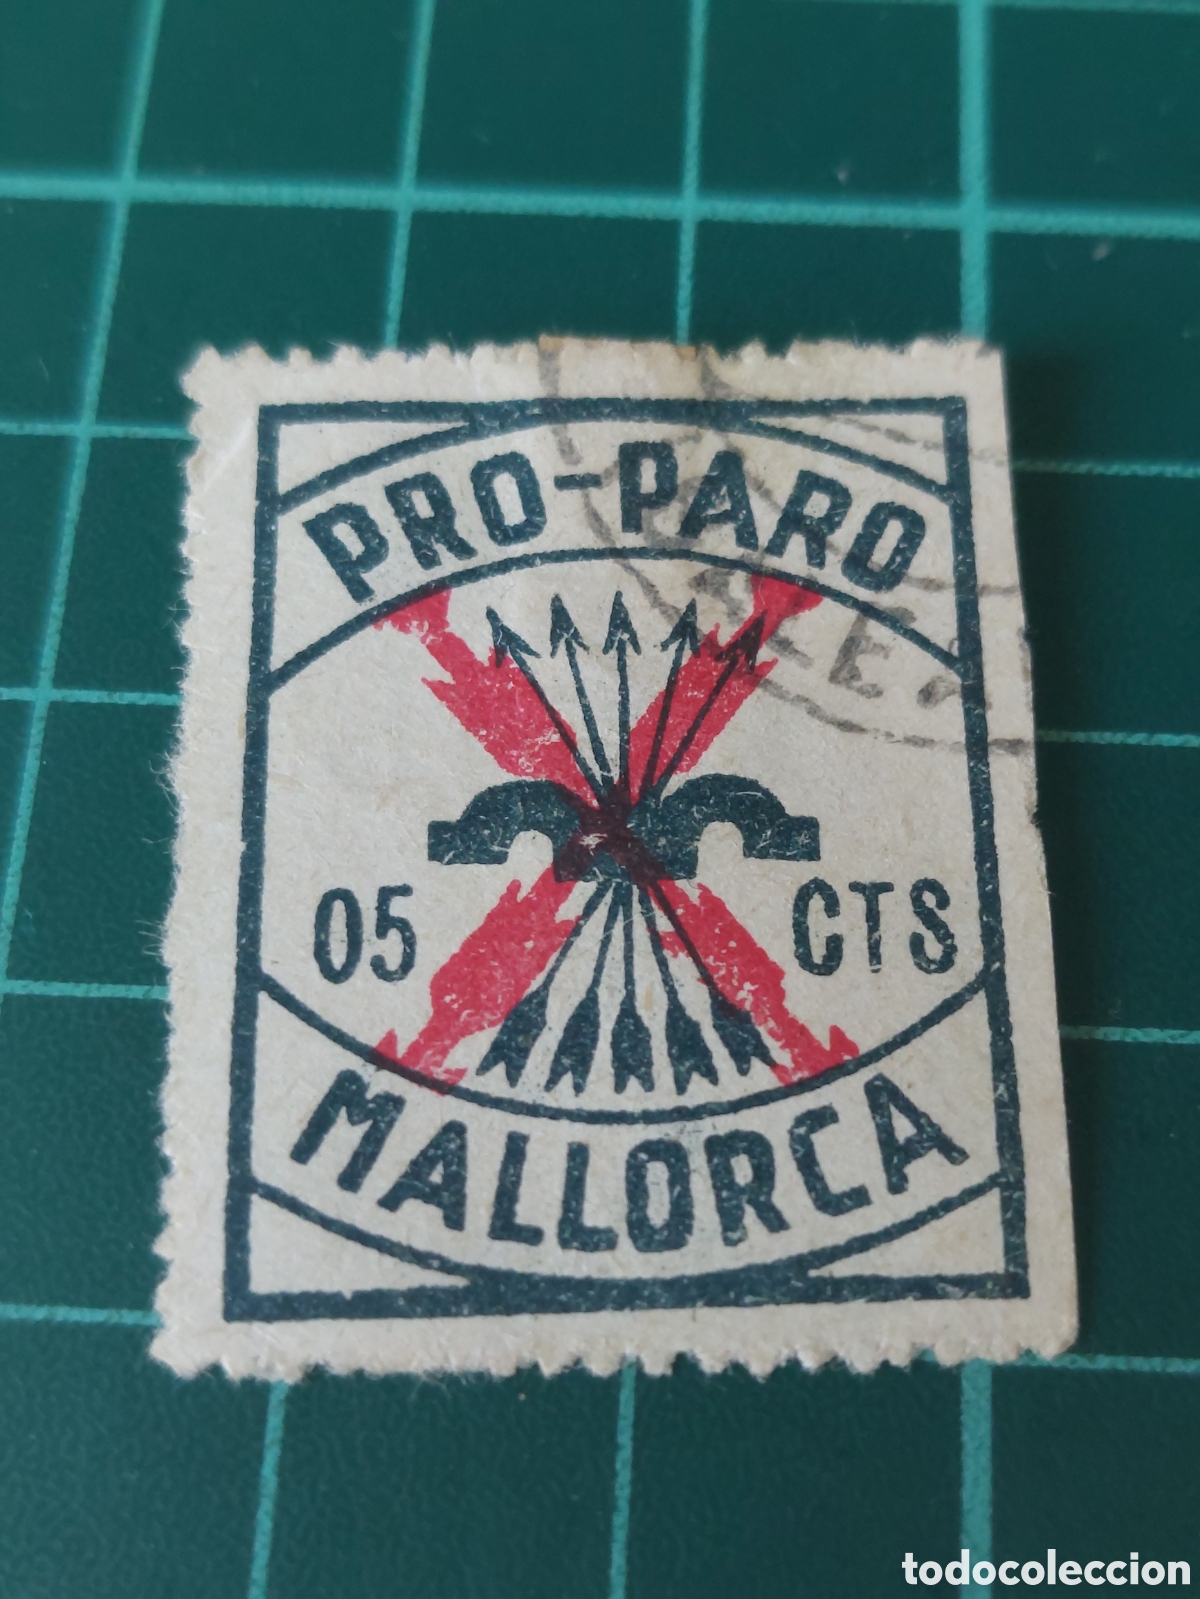 PRO-PARO
05 CTS
MALLORCA
todocoleccion